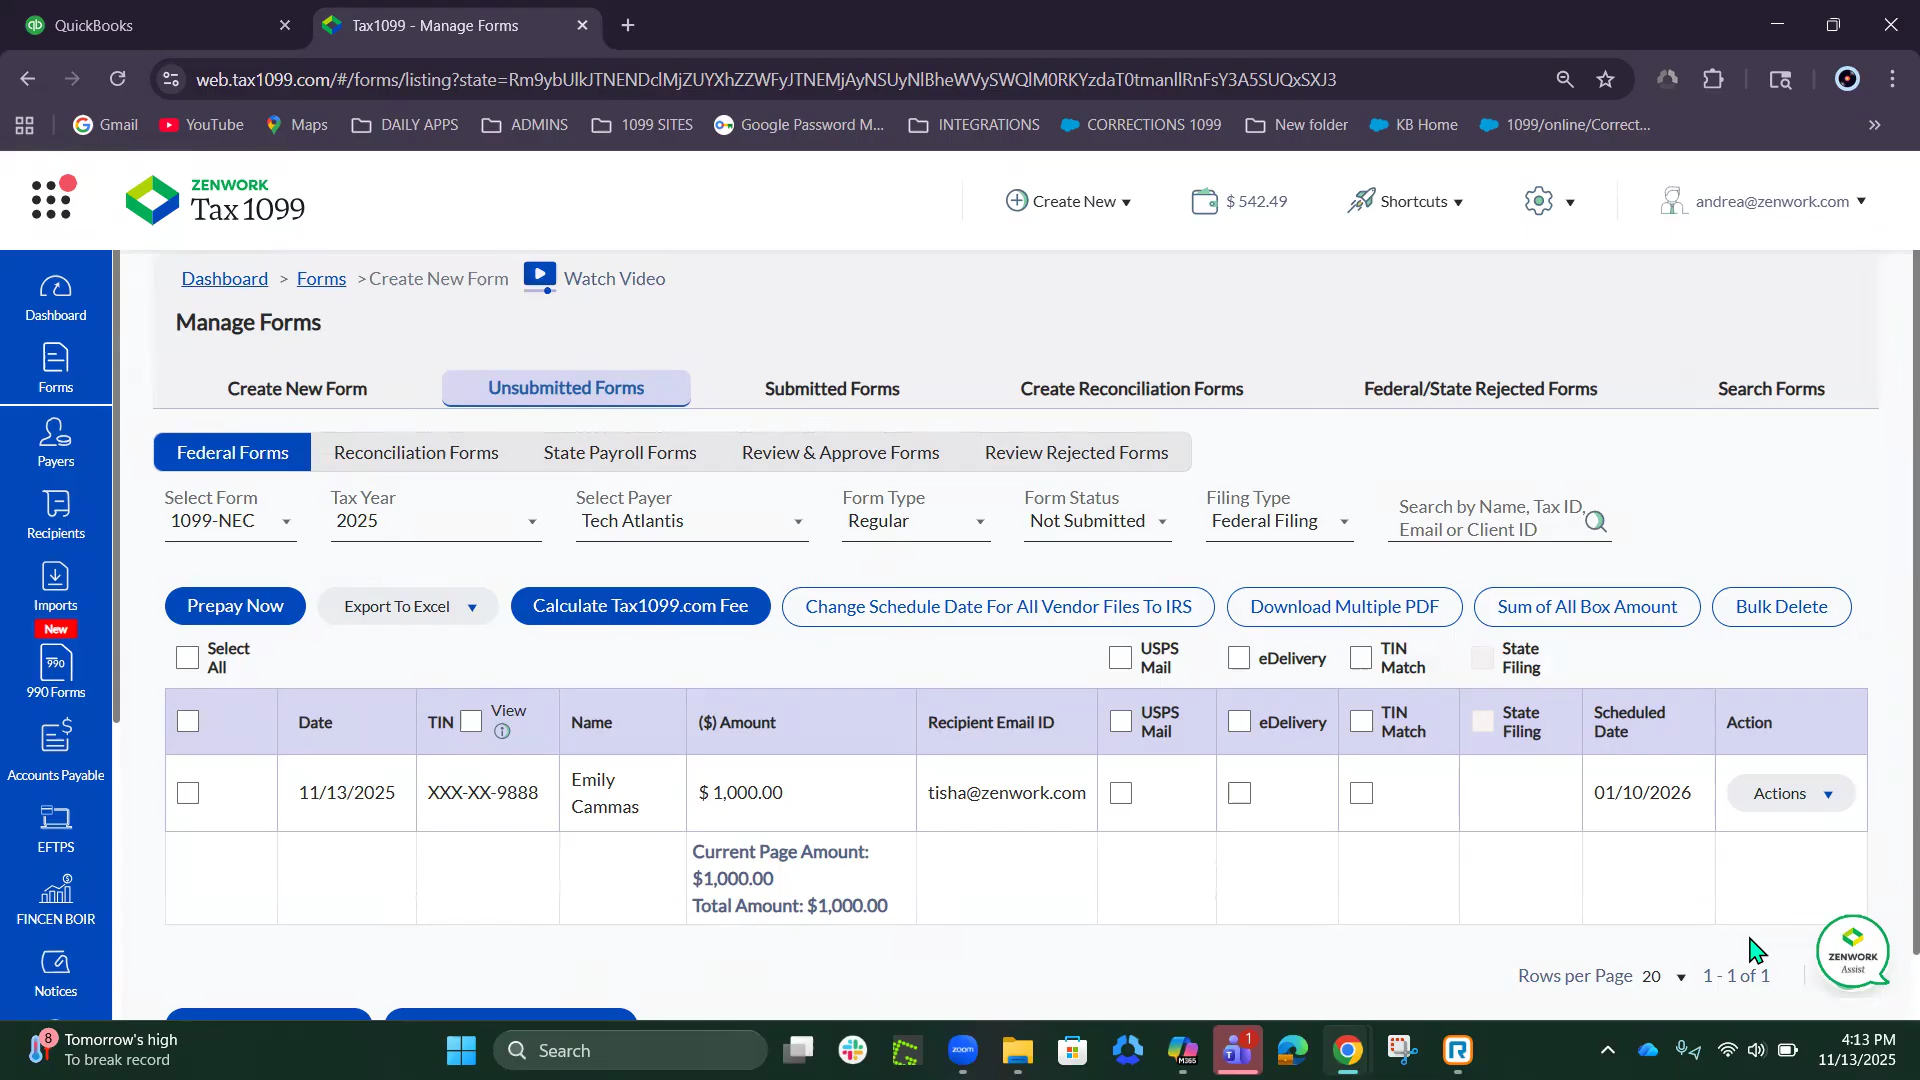 QuickBooks
Tax1099 - Manage Forms
web.tax1099.com/#/forms/listing?state=Rm9ybUlkJTNENDclMjZUYXhZZWFyJTNEMjAyNSUyNlBheWVySWQlM0RKYzdaT0tmanllRnFsY3A5SUQxSXJ3
Gmail
YouTube
Maps
DAILY APPS
ADMINS
1099 SITES
Google Password M...
INTEGRATIONS
CORRECTIONS 1099
New folder
KB Home
1099/online/Correct...
ZENWORK
Tax1099
Create New
$ 542.49
Shortcuts
andrea@zenwork.com
Dashboard
Forms
Payers
Recipients
Imports
New
990
990 Forms
Accounts Payable
EFTPS
FINCEN BOIR
Notices
Dashboard > Forms > Create New Form Watch Video
Manage Forms
Create New Form
Unsubmitted Forms
Submitted Forms
Create Reconciliation Forms
Federal/State Rejected Forms
Search Forms
Federal Forms
Reconciliation Forms
State Payroll Forms
Review & Approve Forms
Review Rejected Forms
Select Form
1099-NEC
Tax Year
2025
Select Payer
Tech Atlantis
Form Type
Regular
Form Status
Not Submitted
Filing Type
Federal Filing
Search by Name, Tax ID,
Email or Client ID
Prepay Now
Export To Excel
Calculate Tax1099.com Fee
Change Schedule Date For All Vendor Files To IRS
Download Multiple PDF
Sum of All Box Amount
Bulk Delete
Select
All
USPS
Mail
eDelivery
TIN
Match
State
Filing
Date
TIN
View
Name
($) Amount
Recipient Email ID
USPS
Mail
eDelivery
TIN
Match
State
Filing
Scheduled
Date
Action
11/13/2025
XXX-XX-9888
Emily
Cammas
$ 1,000.00
tisha@zenwork.com
01/10/2026
Actions
Current Page Amount:
$1,000.00
Total Amount: $1,000.00
Rows per Page 20
1 - 1 of 1
ZENWORK
Assist
8
Tomorrow's high
To break record
Search
zoom
M365
1
4:13 PM
11/13/2025